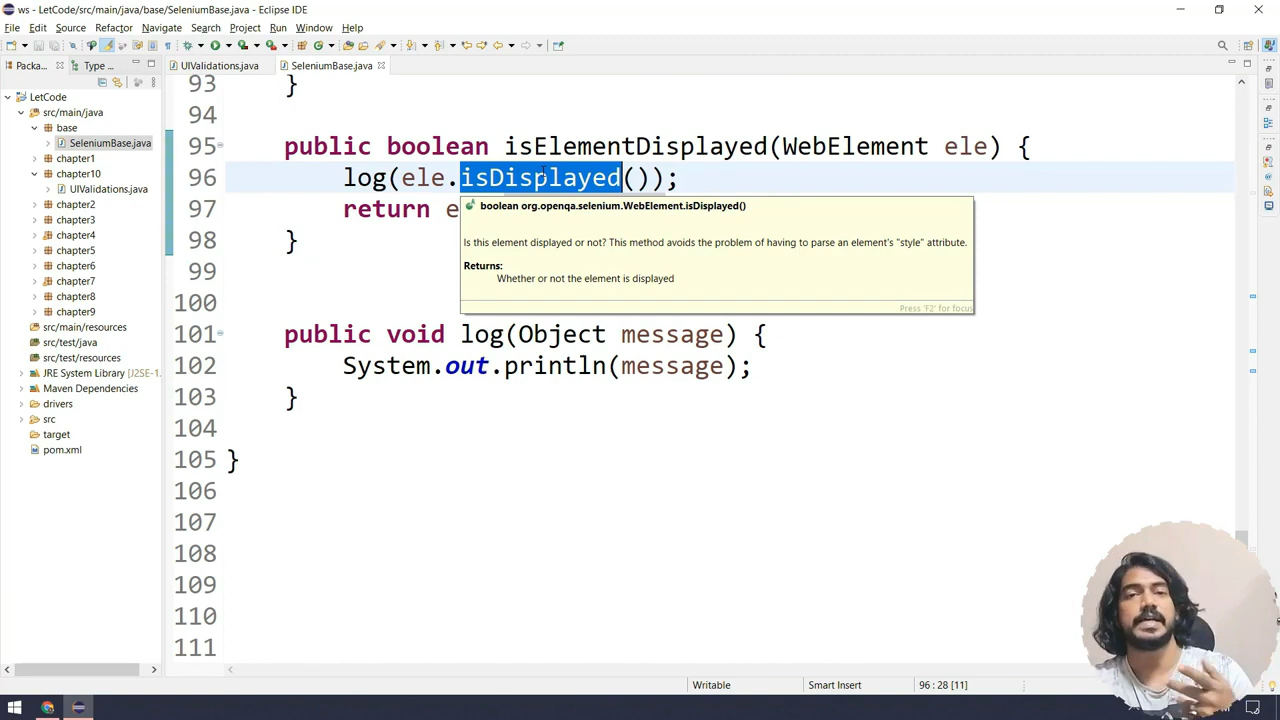 ws - LetCode/src/main/java/base/SeleniumBase.java - Eclipse IDE
File Edit Source Refactor Navigate Search Project Run Window Help
Packa... Type ... UIValidations.java SeleniumBase.java
LetCode
src/main/java
base
SeleniumBase.java
chapter1
chapter10
UIValidations.java
chapter2
chapter3
chapter4
chapter5
chapter6
chapter7
chapter8
chapter9
src/main/resources
src/test/java
src/test/resources
JRE System Library [J2SE-1.
Maven Dependencies
drivers
src
target
pom.xml
93 }
94
95 public boolean isElementDisplayed(WebElement ele) {
96 log(ele.isDisplayed());
97 return e
98 }
99
100
101 public void log(Object message) {
102 System.out.println(message);
103 }
104
105 }
106
107
108
109
110
111
boolean org.openqa.selenium.WebElement.isDisplayed()
Is this element displayed or not? This method avoids the problem of having to parse an element's "style" attribute.
Returns:
Whether or not the element is displayed
Press 'F2' for focus
Writable Smart Insert 96 : 28 [11]